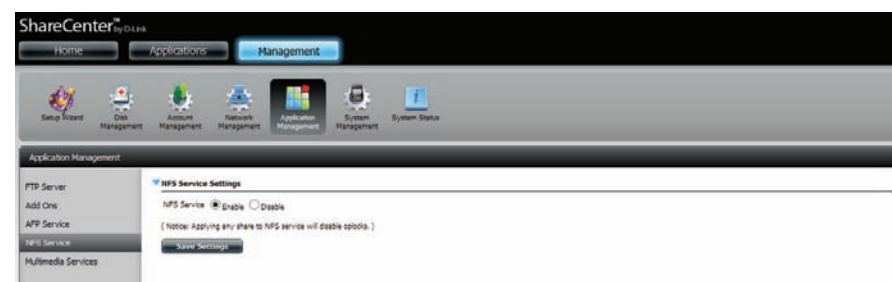 ShareCenter™ by D-Link
Home Applications Management
Setup Wizard
Disk Management
Account Management
Network Management
Application Management
System Management
System Status
Application Management
FTP Server
Add Ons
AFP Service
NFS Service
Multimedia Services
NFS Service Settings
NFS Service Enable Disable
( Notice: Applying any share to NFS service will disable oplocks. )
Save Settings